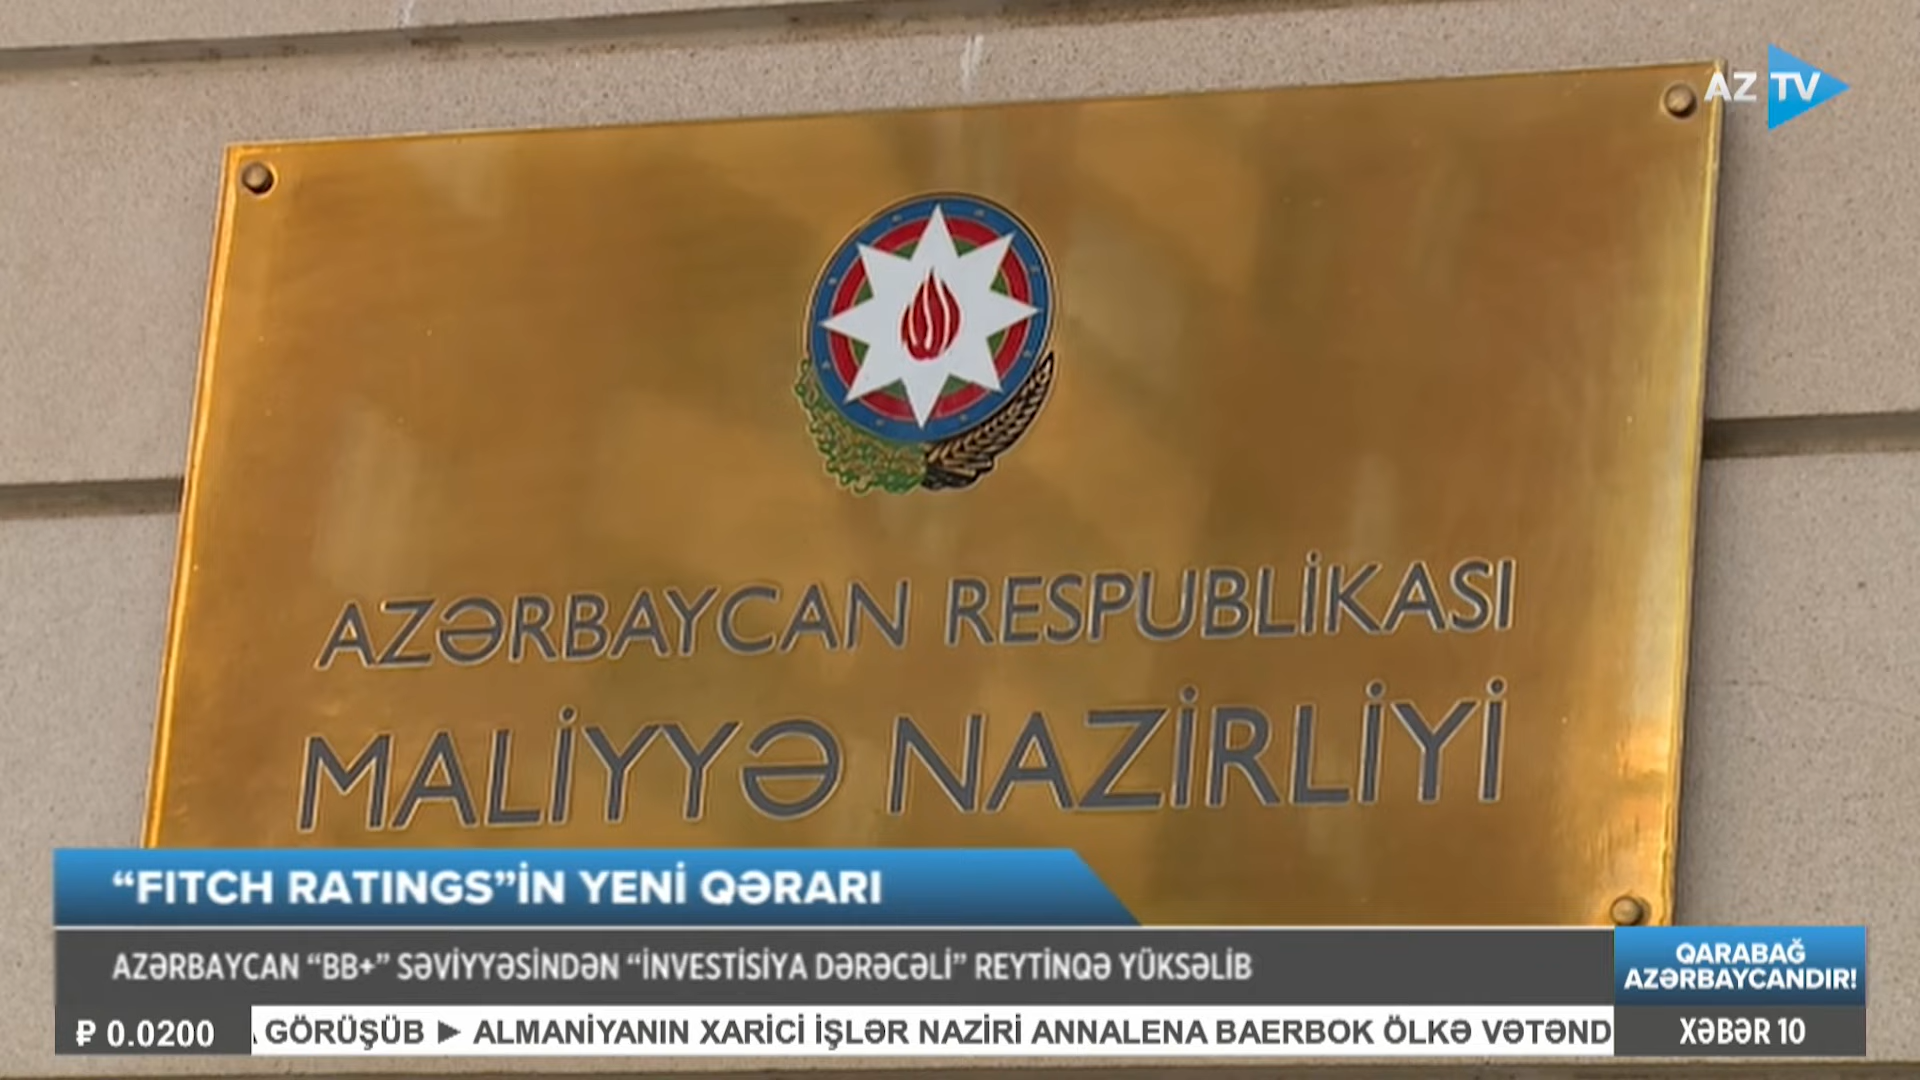 AZ TV
AZƏRBAYCAN RESPUBLİKASI
MALİYYƏ NAZİRLİYİ
“FITCH RATINGS”İN YENİ QƏRARI
AZƏRBAYCAN “BB+” SƏVİYYƏSİNDƏN “İNVESTİSİYA DƏRƏCƏLİ” REYTİNQƏ YÜKSƏLİB
QARABAĞ
AZƏRBAYCANDIR!
₽ 0.0200
GÖRÜŞÜB ► ALMANİYANIN XARİCİ İŞLƏR NAZİRİ ANNALENA BAERBOK ÖLKƏ VƏTƏND
XƏBƏR 10